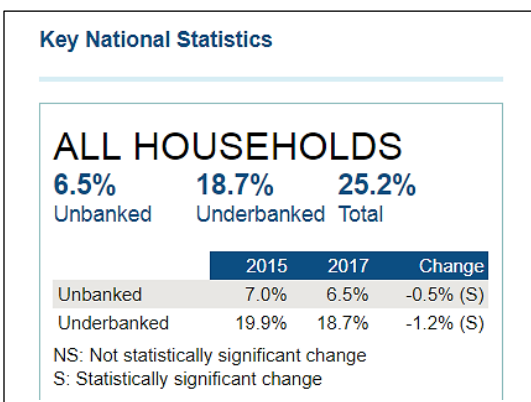 Key National Statistics
ALL HOUSEHOLDS
6.5% 18.7% 25.2%
Unbanked Underbanked Total
2015 2017 Change
Unbanked 7.0% 6.5% -0.5% (S)
Underbanked 19.9% 18.7% -1.2% (S)
NS: Not statistically significant change
S: Statistically significant change